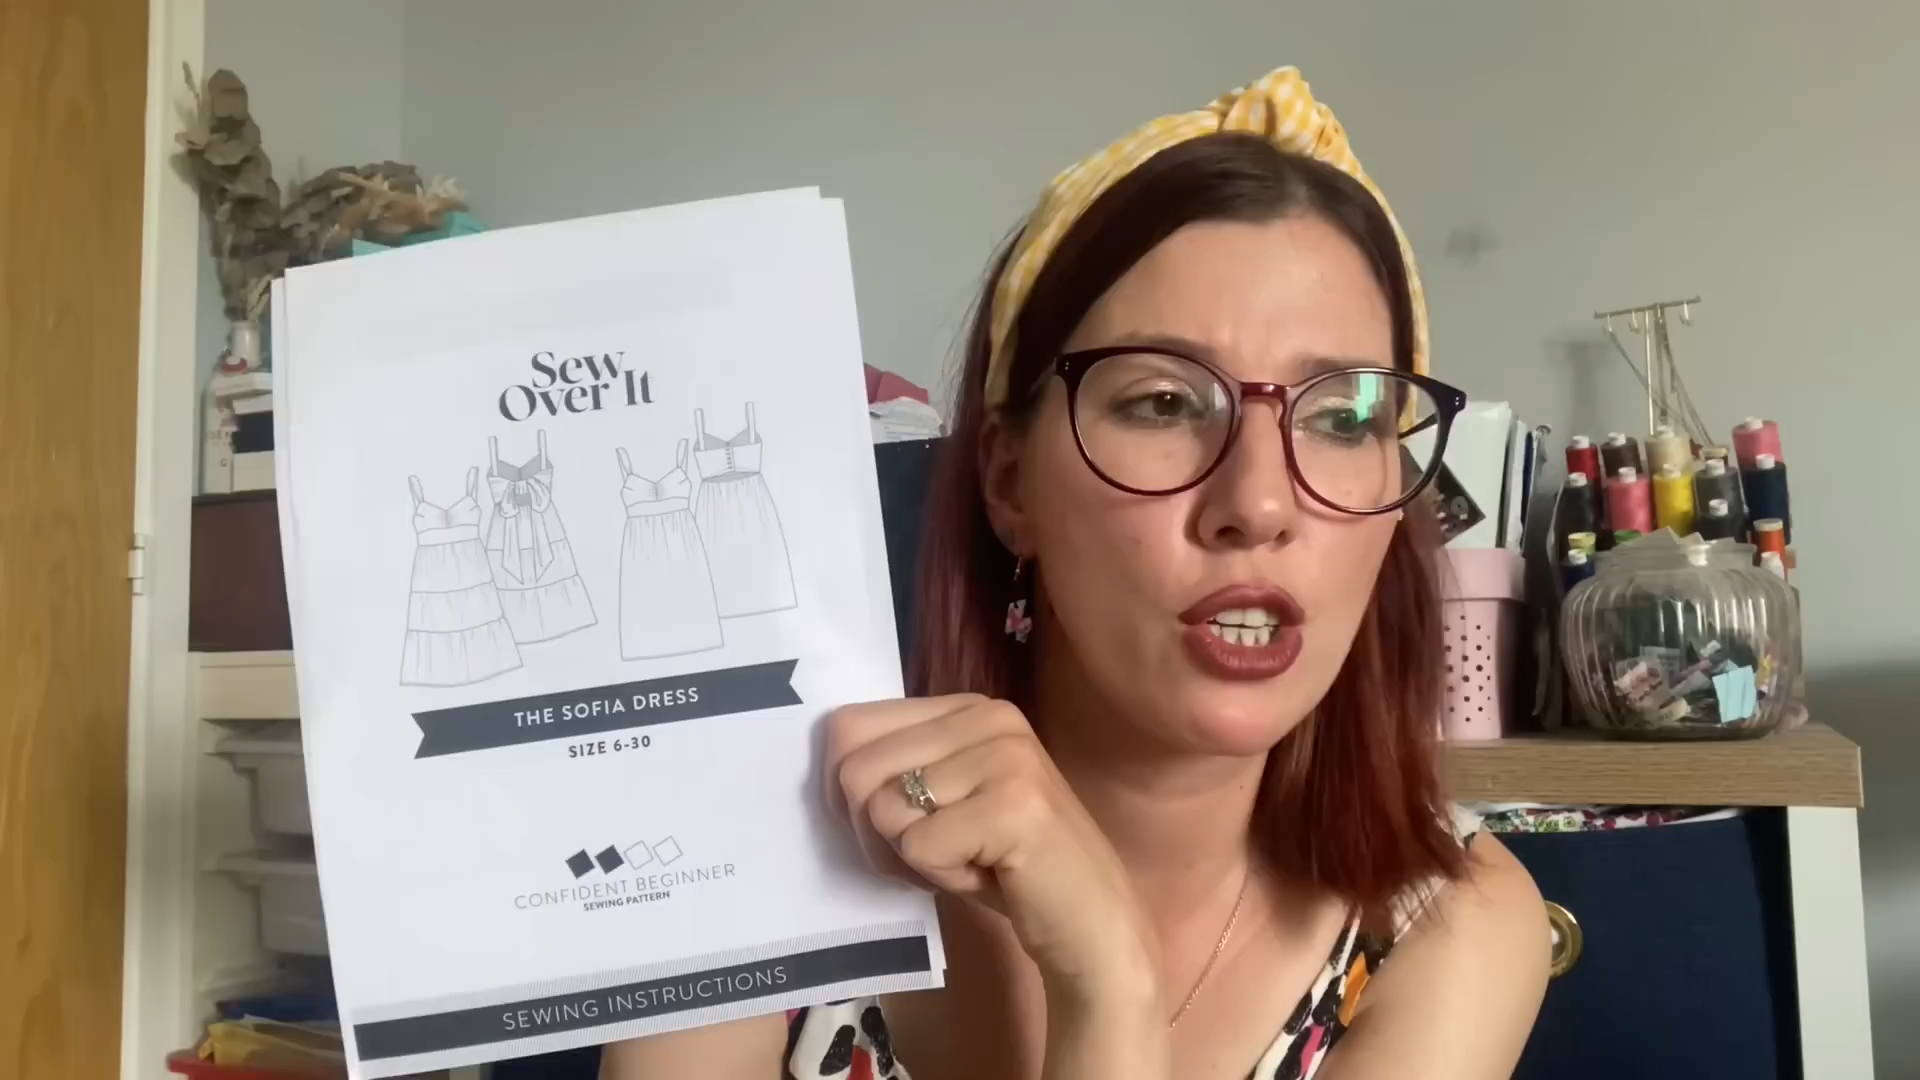 Sew
Over It
THE SOFIA DRESS
SIZE 6-30
CONFIDENT BEGINNER
SEWING PATTERN
SEWING INSTRUCTIONS